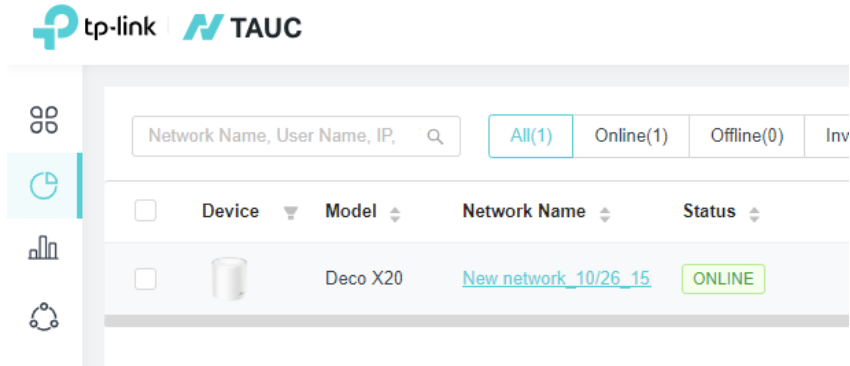 tp-link TAUC
Network Name, User Name, IP,
All(1) Online(1) Offline(0) Inv
Device Model Network Name Status
Deco X20 New network_10/26_15 ONLINE